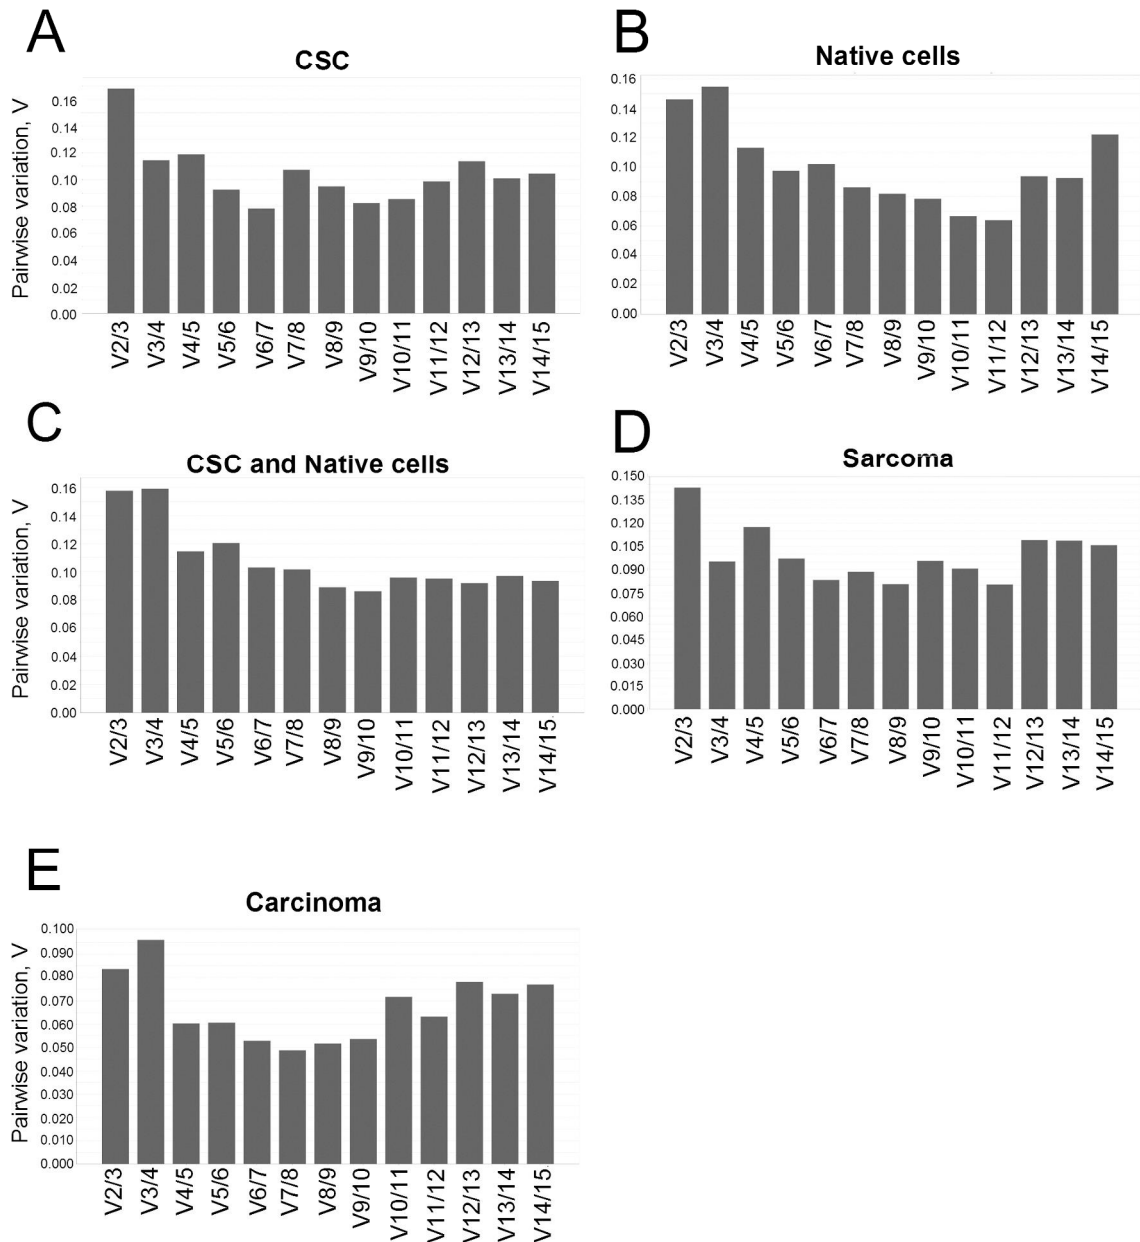 A
CSC
Pairwise variation, V
0.16
0.14
0.12
0.10
0.08
0.06
0.04
0.02
0.00
V2/3 V3/4 V4/5 V5/6 V6/7 V7/8 V8/9 V9/10 V10/11 V11/12 V12/13 V13/14 V14/15
B
Native cells
0.16
0.14
0.12
0.10
0.08
0.06
0.04
0.02
0.00
V2/3 V3/4 V4/5 V5/6 V6/7 V7/8 V8/9 V9/10 V10/11 V11/12 V12/13 V13/14 V14/15
C
CSC and Native cells
Pairwise variation, V
0.16
0.14
0.12
0.10
0.08
0.06
0.04
0.02
0.00
V2/3 V3/4 V4/5 V5/6 V6/7 V7/8 V8/9 V9/10 V10/11 V11/12 V12/13 V13/14 V14/15
D
Sarcoma
0.150
0.135
0.120
0.105
0.090
0.075
0.060
0.045
0.030
0.015
0.000
V2/3 V3/4 V4/5 V5/6 V6/7 V7/8 V8/9 V9/10 V10/11 V11/12 V12/13 V13/14 V14/15
E
Carcinoma
Pairwise variation, V
0.100
0.090
0.080
0.070
0.060
0.050
0.040
0.030
0.020
0.010
0.000
V2/3 V3/4 V4/5 V5/6 V6/7 V7/8 V8/9 V9/10 V10/11 V11/12 V12/13 V13/14 V14/15